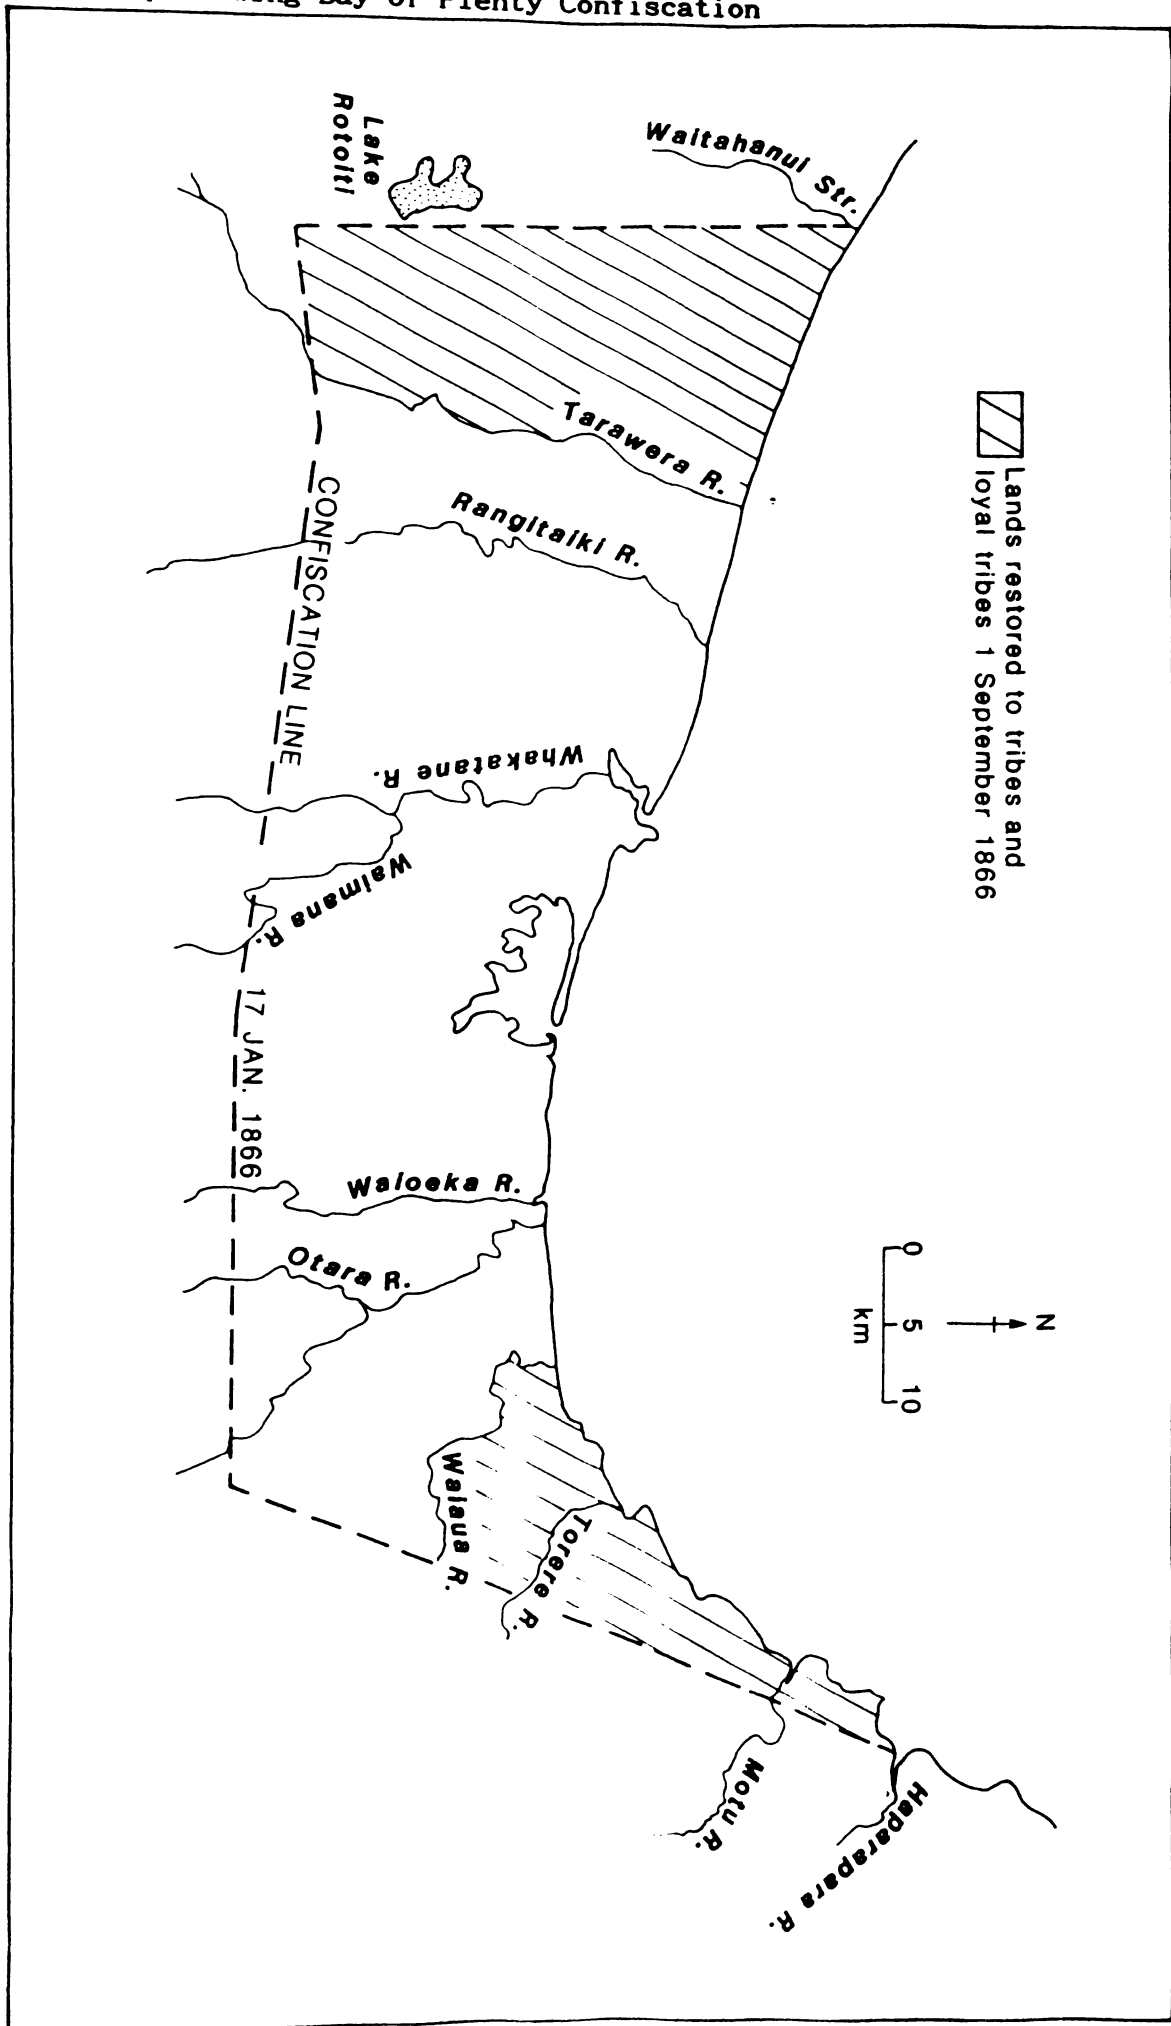 Bay of Plenty Confiscation
Waitahanui Str.
Lake
Rotoiti
Lands restored to tribes and
loyal tribes 1 September 1866
Tarawera R.
Rangitaiki R.
CONFISCATION LINE
Whakatane R.
Waimana R.
17 JAN. 1866
Waioeka R.
Otara R.
0 5 10
km
N
Waiaua R.
Torere R.
Motu R.
Haparapara R.